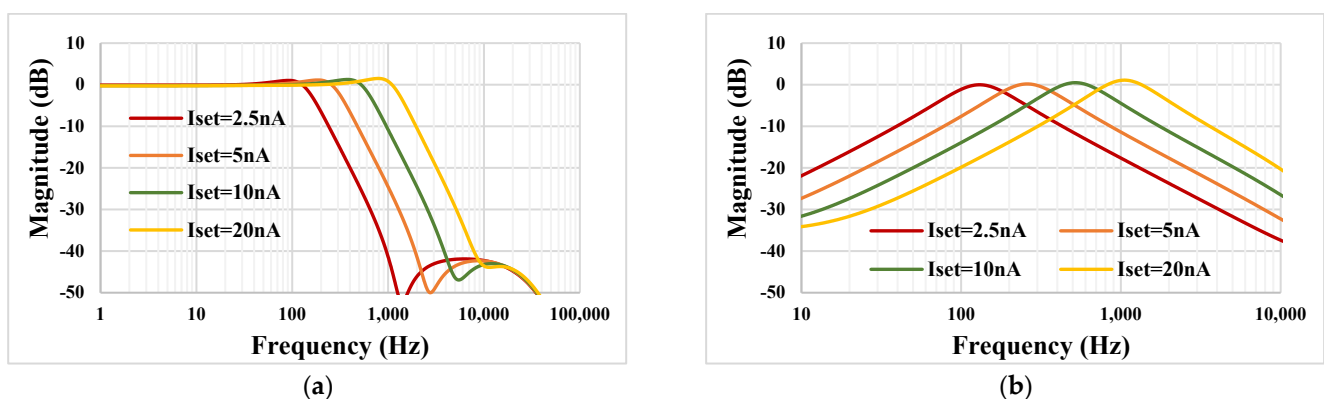 Magnitude (dB)
10
0
-10
-20
-30
-40
-50
Iset=2.5nA
Iset=5nA
Iset=10nA
Iset=20nA
1 10 100 1,000 10,000 100,000
Frequency (Hz)
(a)
Magnitude (dB)
10
0
-10
-20
-30
-40
-50
Iset=2.5nA Iset=5nA
Iset=10nA Iset=20nA
10 100 1,000 10,000
Frequency (Hz)
(b)